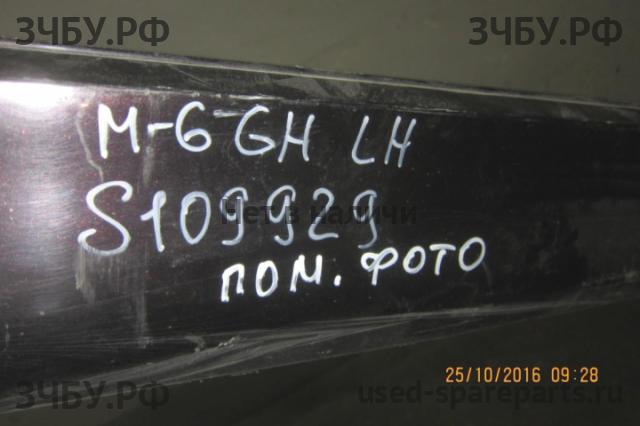 ЗЧБУ.РФ ЗЧБУ.РФ
М-6 GH LH
S109929
Нет в наличи
пом. фото
25/10/2016 09:28
ЗЧБУ.РФ used-spareparts.ru